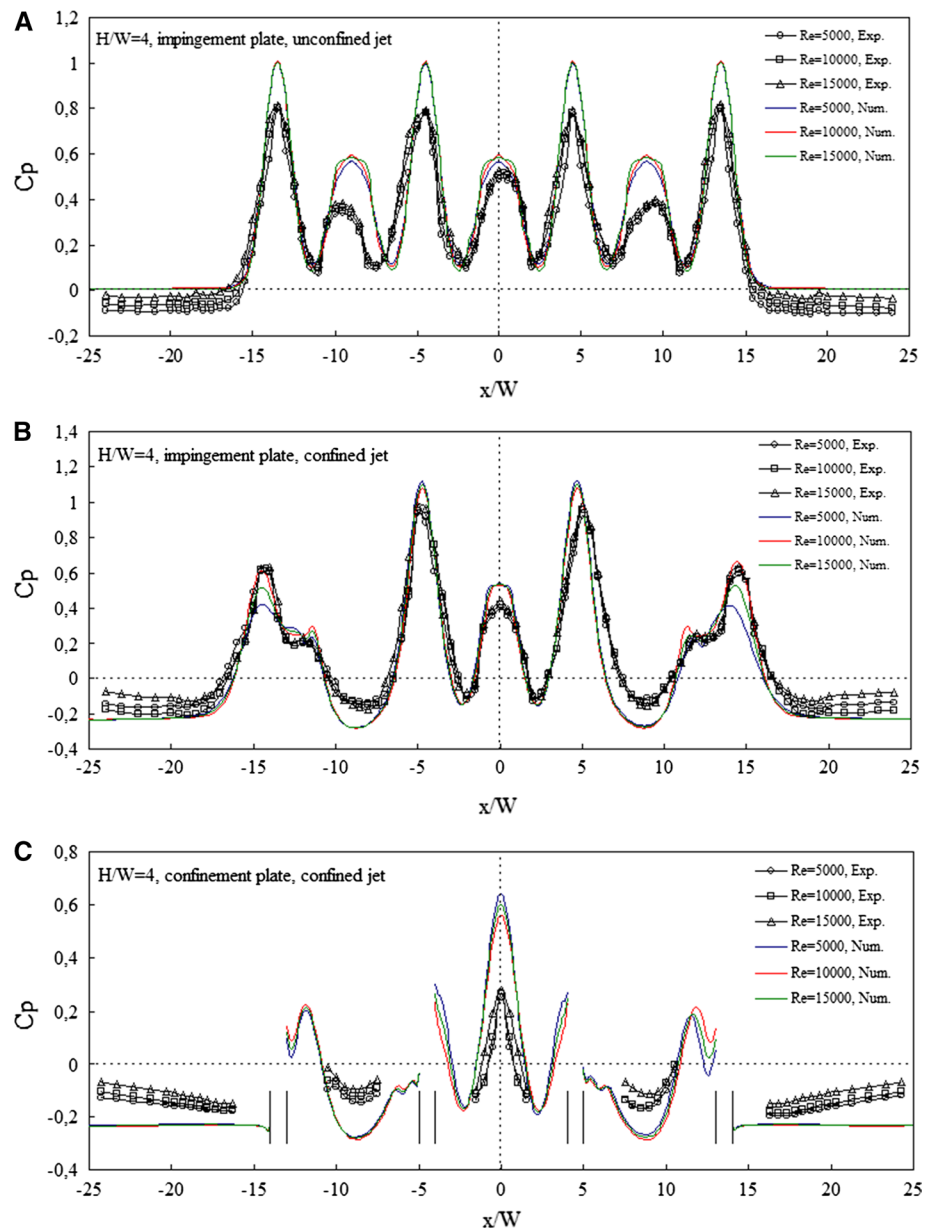 A
H/W=4, impingement plate, unconfined jet
Re=5000, Exp.
Re=10000, Exp.
Re=15000, Exp.
Re=5000, Num.
Re=10000, Num.
Re=15000, Num.
Cp
1,2
1
0,8
0,6
0,4
0,2
0
-0,2
-25 -20 -15 -10 -5 0 5 10 15 20 25
x/W
B
H/W=4, impingement plate, confined jet
Re=5000, Exp.
Re=10000, Exp.
Re=15000, Exp.
Re=5000, Num.
Re=10000, Num.
Re=15000, Num.
Cp
1,4
1,2
1
0,8
0,6
0,4
0,2
0
-0,2
-0,4
-25 -20 -15 -10 -5 0 5 10 15 20 25
x/W
C
H/W=4, confinement plate, confined jet
Re=5000, Exp.
Re=10000, Exp.
Re=15000, Exp.
Re=5000, Num.
Re=10000, Num.
Re=15000, Num.
Cp
0,8
0,6
0,4
0,2
0
-0,2
-0,4
-25 -20 -15 -10 -5 0 5 10 15 20 25
x/W